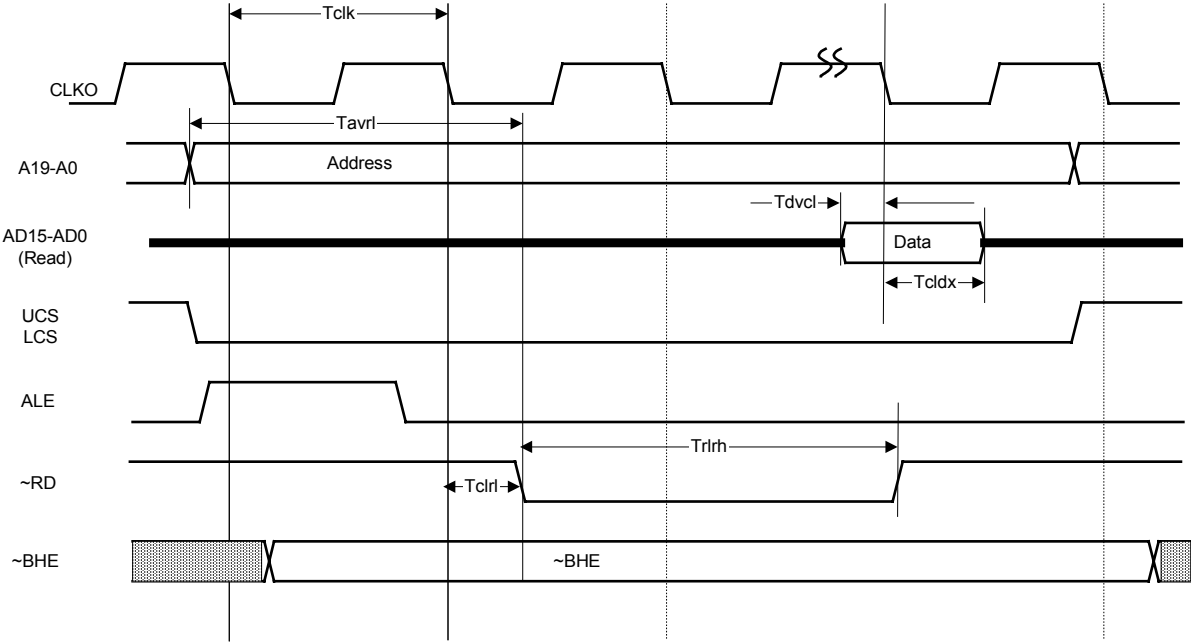 Tclk
CLKO
Tavrl
A19-A0
Address
Tdvcl
AD15-AD0
(Read)
Data
Tcldx
UCS
LCS
ALE
Trlrh
~RD
Tclrl
~BHE
~BHE